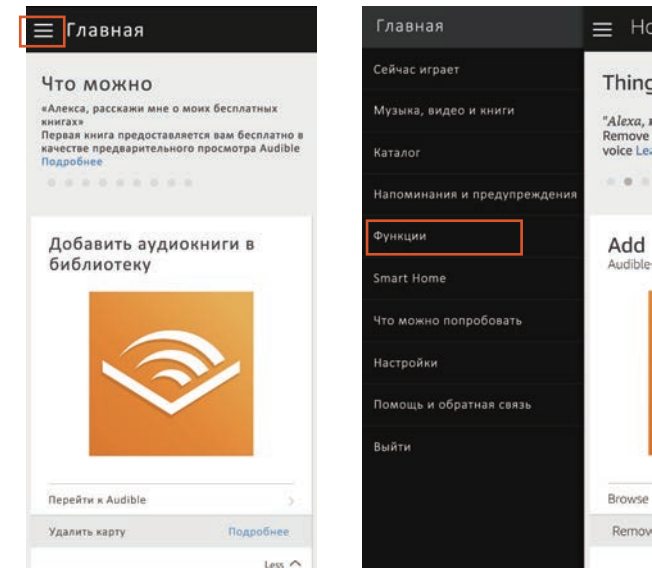 Главная
Что можно
«Алекса, расскажи мне о моих бесплатных
книгах»
Первая книга предоставляется вам бесплатно в
качестве предварительного просмотра Audible
Подробнее
Добавить аудиокниги в
библиотеку
Перейти к Audible
Удалить карту Подробнее
Less
Главная
Сейчас играет
Музыка, видео и книги
Каталог
Напоминания и предупреждения
Функции
Smart Home
Что можно попробовать
Настройки
Помощь и обратная связь
Выйти
Ho
Thing
"Alexa,
Remove
voice Lea
Add
Audible
Browse
Remov